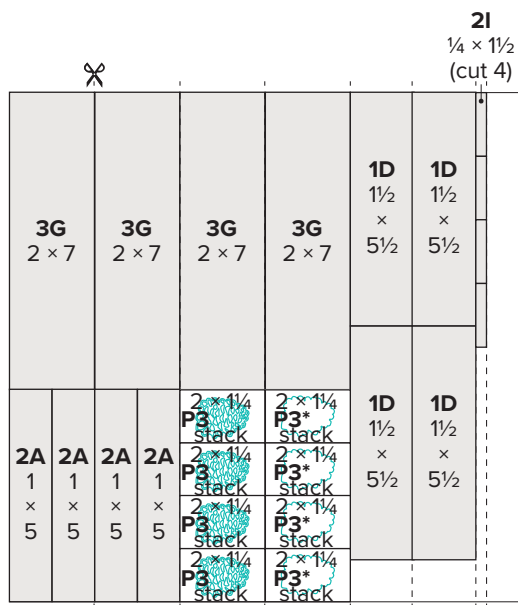 2I
¼ × 1½
(cut 4)
3G
2 × 7
3G
2 × 7
3G
2 × 7
3G
2 × 7
1D
1½
×
5½
1D
1½
×
5½
2A
1
×
5
2A
1
×
5
2A
1
×
5
2A
1
×
5
2 × 1¼
P3
stack
2 × 1¼
P3*
stack
2 × 1¼
P3
stack
2 × 1¼
P3*
stack
2 × 1¼
P3
stack
2 × 1¼
P3*
stack
2 × 1¼
P3
stack
2 × 1¼
P3*
stack
1D
1½
×
5½
1D
1½
×
5½